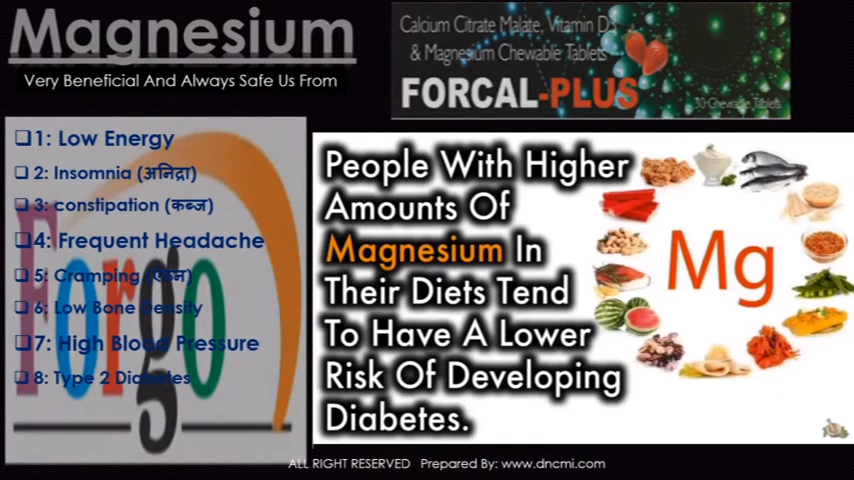 Magnesium
Very Beneficial And Always Safe Us From
Calcium Citrate Malate, Vitamin D3
& Magnesium Chewable Tablets
FORCAL-PLUS
30 Chewable Tablets
1: Low Energy
2: Insomnia (अनिद्रा)
3: constipation (कब्ज)
4: Frequent Headache
5: Cramping (ऐंठन)
6: Low Bone Density
7: High Blood Pressure
8: Type 2 Diabetes
Forgo
People With Higher
Amounts Of
Magnesium In
Their Diets Tend
To Have A Lower
Risk Of Developing
Diabetes.
Mg
ALL RIGHT RESERVED Prepared By: www.dncmi.com